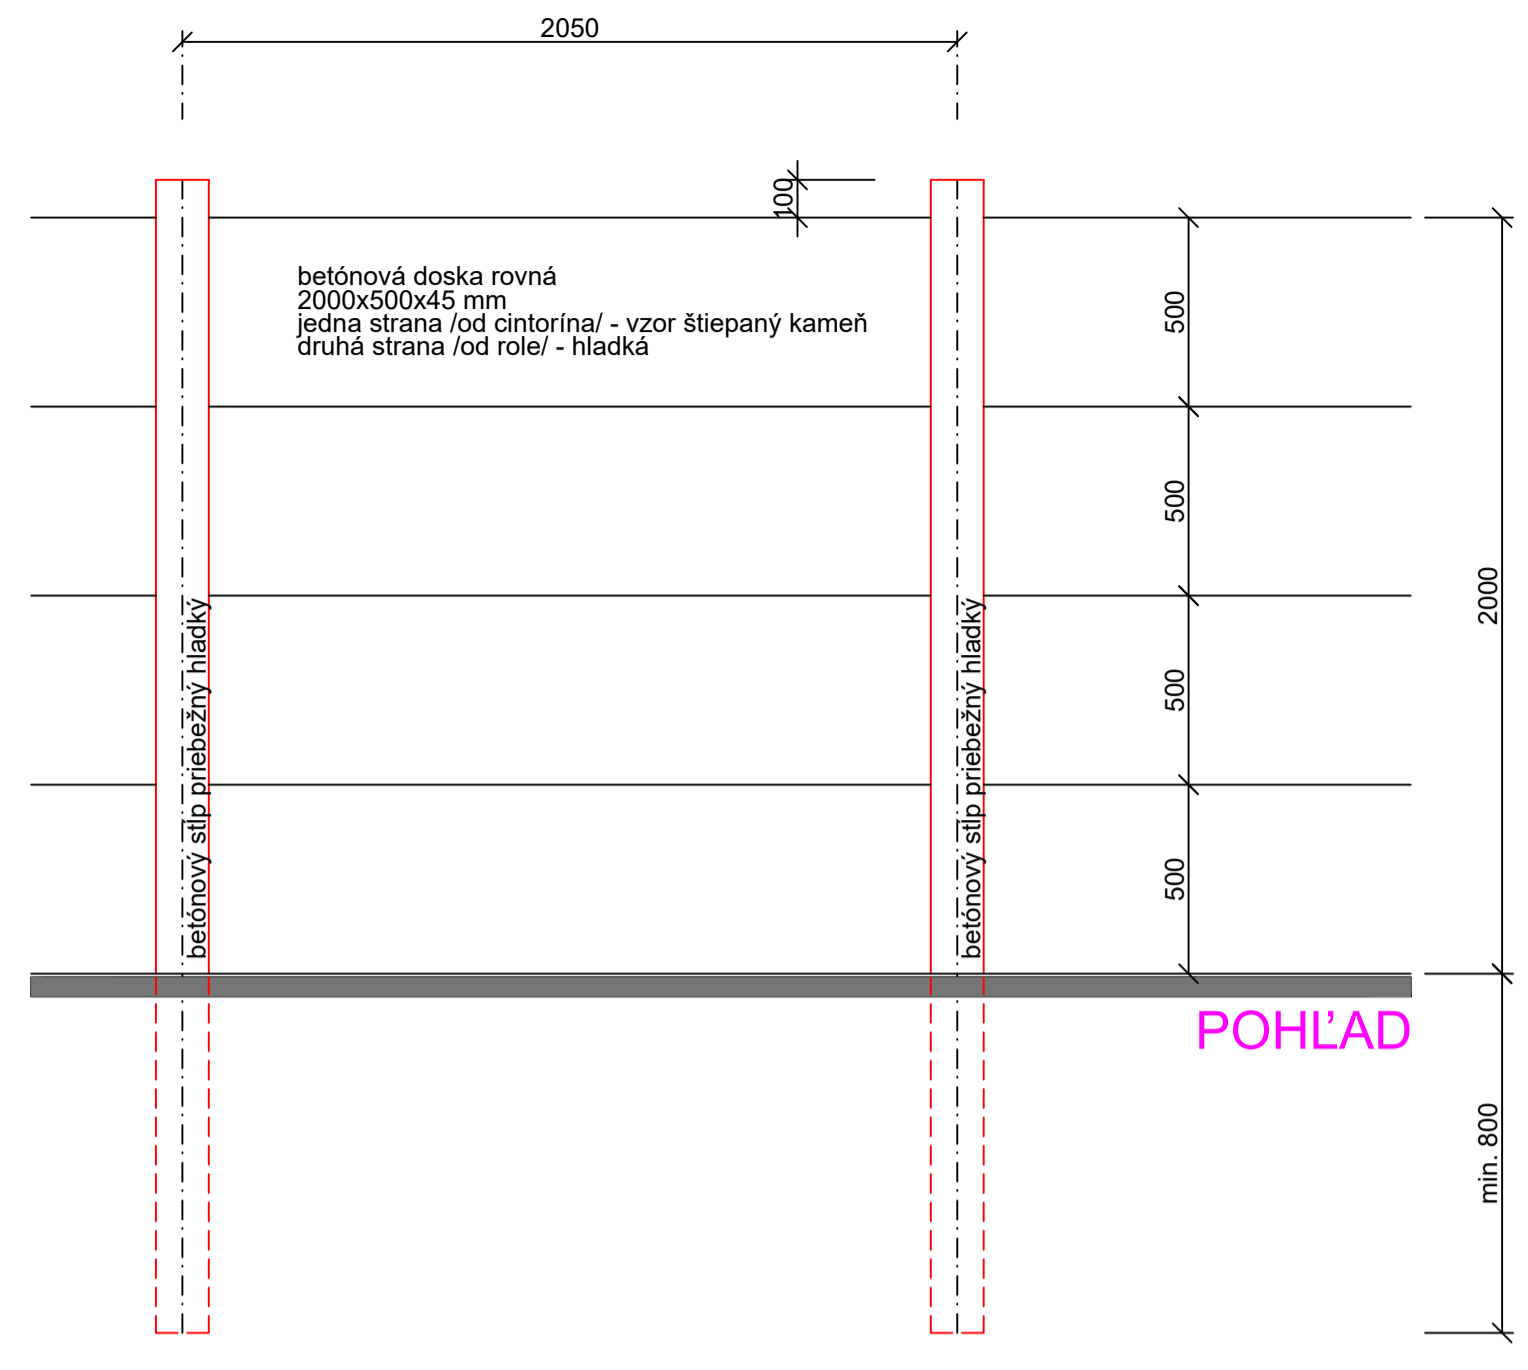 2050
100
betónová doska rovná
2000x500x45 mm
jedna strana /od cintorína/ - vzor štiepaný kameň
druhá strana /od role/ - hladká
500
500
500
500
2000
betónový stĺp priebežný hladký
betónový stĺp priebežný hladký
POHĽAD
min. 800